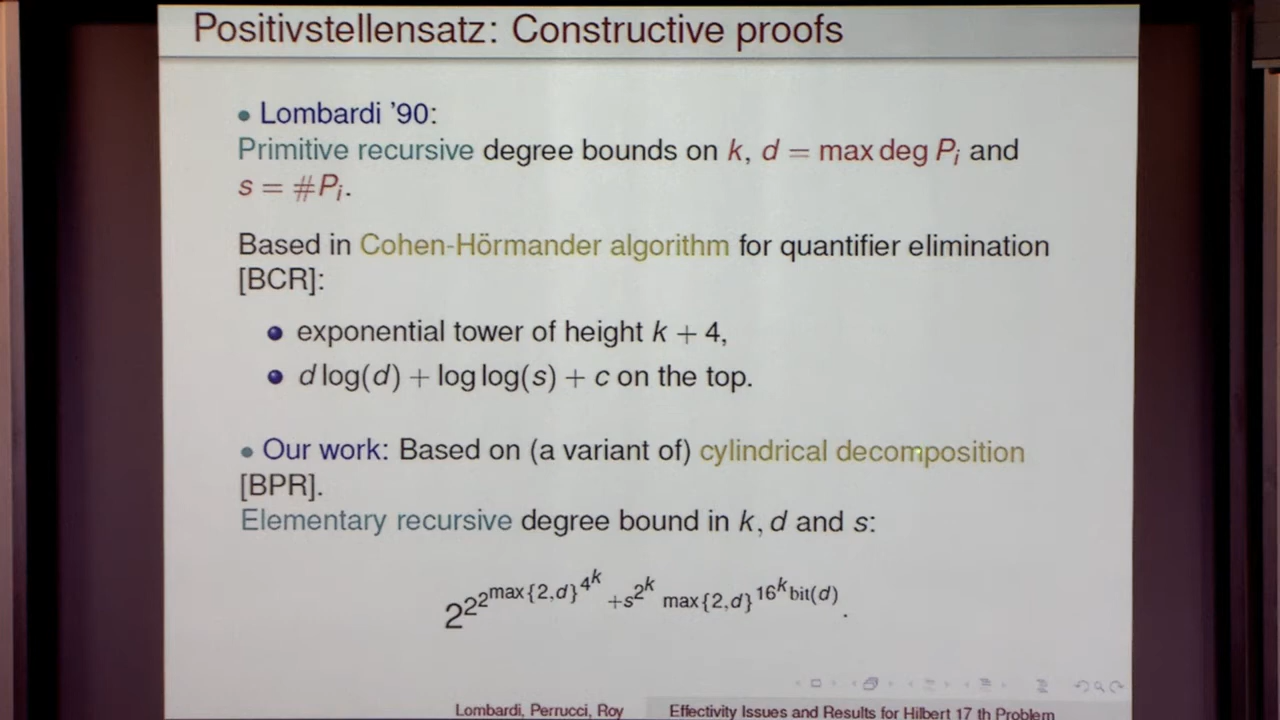 Positivstellensatz: Constructive proofs
• Lombardi '90:
Primitive recursive degree bounds on k, d = max deg Pᵢ and
s = #Pᵢ.
Based in Cohen-Hörmander algorithm for quantifier elimination
[BCR]:
• exponential tower of height k + 4,
• d log(d) + log log(s) + c on the top.
• Our work: Based on (a variant of) cylindrical decomposition
[BPR].
Elementary recursive degree bound in k, d and s:
2^{2^{2^{max{2,d}^{4^k}} + s^{2^k} max{2,d}^{16^k bit(d)}}}.
Lombardi, Perrucci, Roy Effectivity Issues and Results for Hilbert 17 th Problem